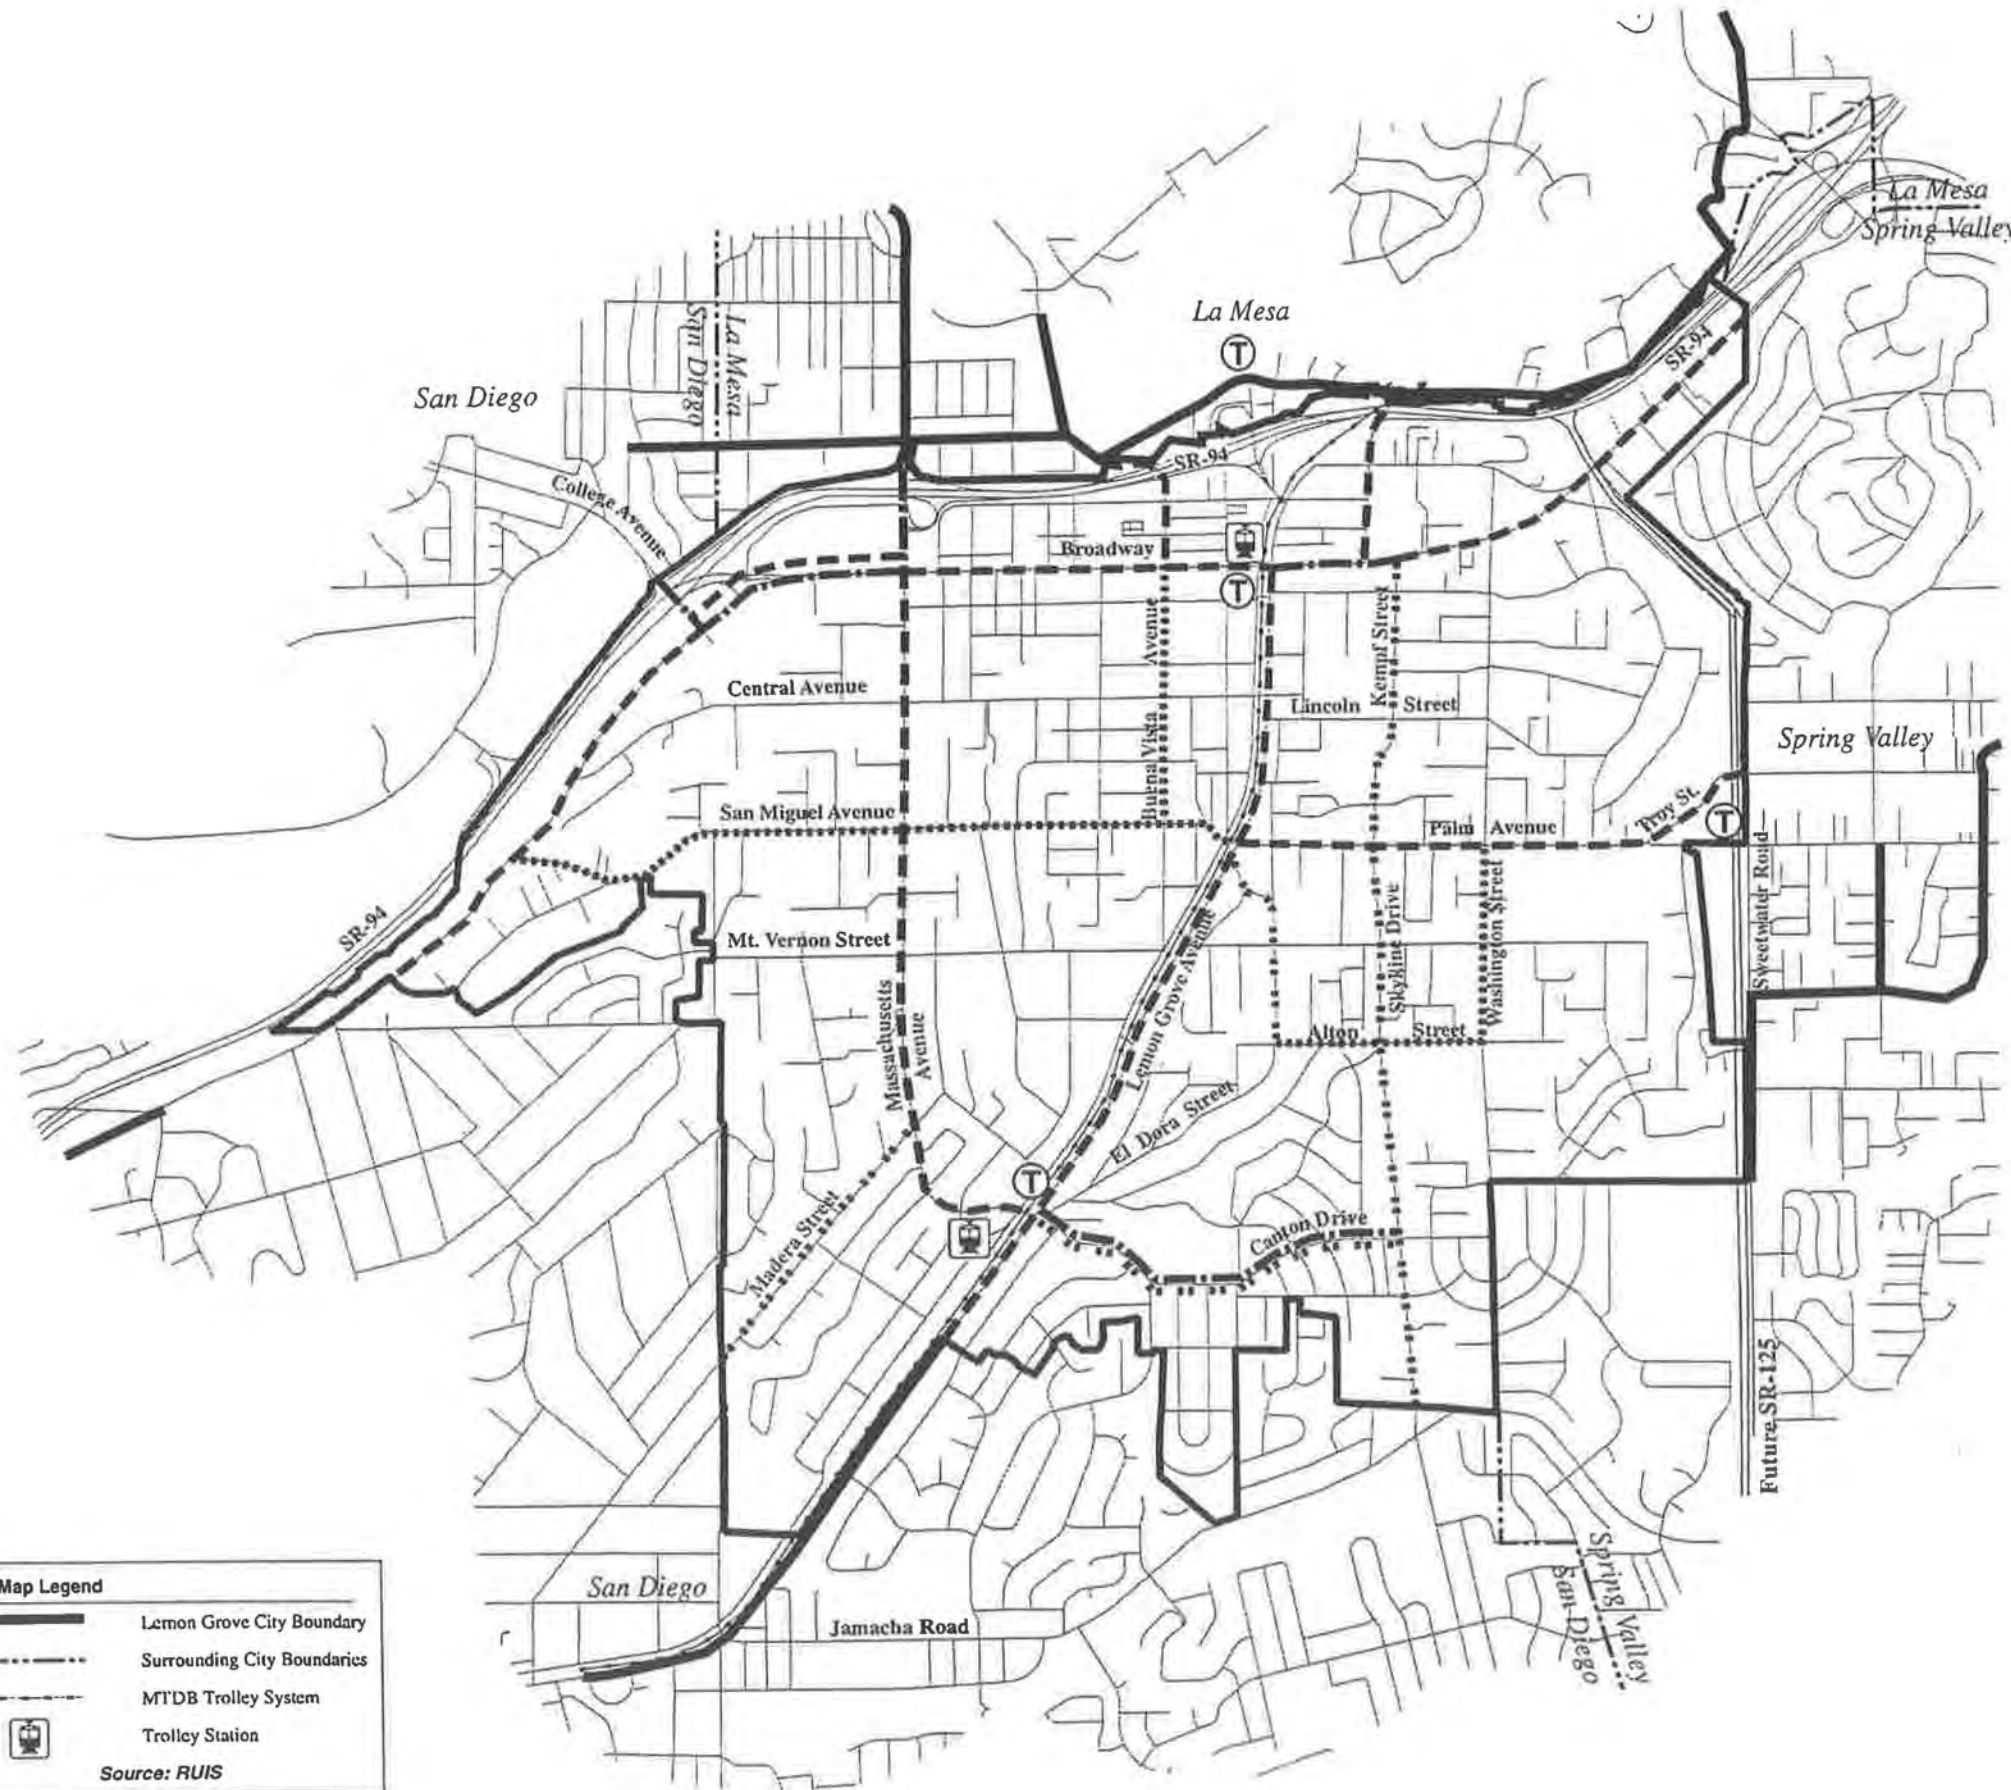 La Mesa
Spring Valley
La Mesa
T
San Diego
La Mesa
San Diego
SR-94
SR-94
College Avenue
Broadway
T
Buena Vista Avenue
Kempf Street
Central Avenue
Lincoln Street
Spring Valley
San Miguel Avenue
Palm Avenue
Troy St.
T
SR-94
Mt. Vernon Street
Lemon Grove Avenue
Skyline Drive
Washington Street
Sweetwater Road
Massachusetts
Avenue
Alton Street
El Dora Street
T
Madera Street
Canton Drive
Future SR-125
San Diego
Jamacha Road
Spring Valley
San Diego
Map Legend
Lemon Grove City Boundary
Surrounding City Boundaries
MTDB Trolley System
Trolley Station
Source: RUIS